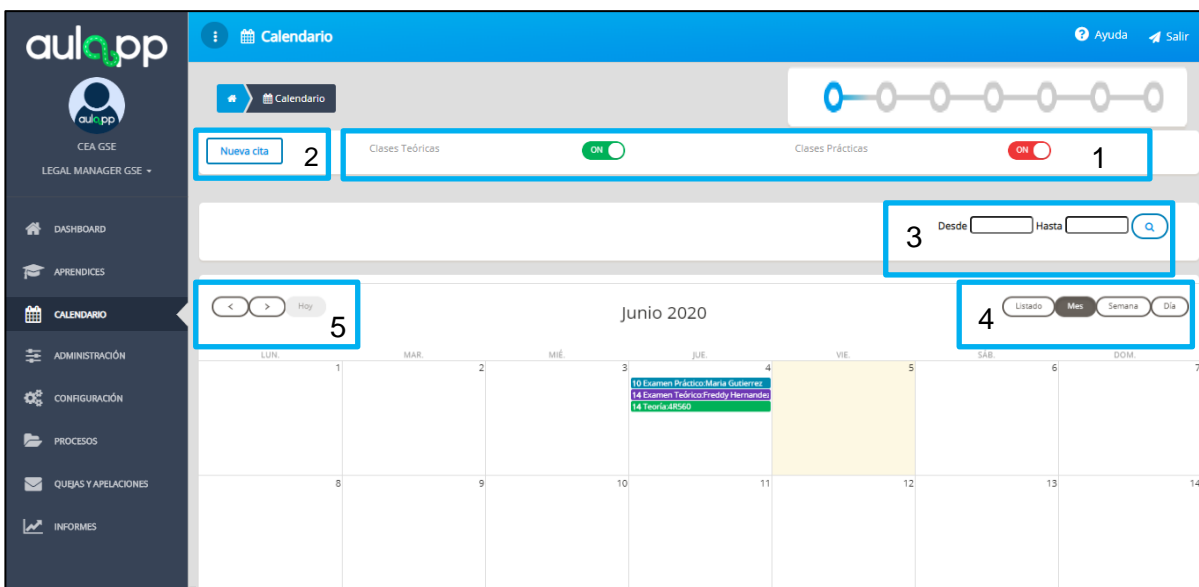 aulapp
Calendario
Ayuda
Salir
aulapp
CEA GSE
LEGAL MANAGER GSE
Calendario
Nueva cita
2
Clases Teóricas
ON
Clases Prácticas
ON
1
DASHBOARD
APRENDICES
CALENDARIO
ADMINISTRACIÓN
CONFIGURACIÓN
PROCESOS
QUEJAS Y APELACIONES
INFORMES
3
Desde
Hasta
< > Hoy
5
Junio 2020
4
Listado Mes Semana Día
LUN. MAR. MIÉ. JUE. VIE. SÁB. DOM.
1 2 3 4 5 6 7
10 Examen Práctico:Maria Gutierrez
14 Examen Teórico:Freddy Hernandez
14 Teoría:4R560
8 9 10 11 12 13 14